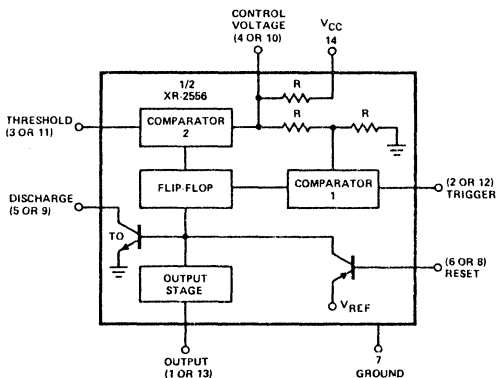 CONTROL
VOLTAGE
(4 OR 10)
VCC
14
1/2
XR-2556
R
THRESHOLD
(3 OR 11)
COMPARATOR
2
R
R
DISCHARGE
(5 OR 9)
FLIP-FLOP
COMPARATOR
1
(2 OR 12)
TRIGGER
TO
OUTPUT
STAGE
(6 OR 8)
RESET
VREF
OUTPUT
(1 OR 13)
7
GROUND